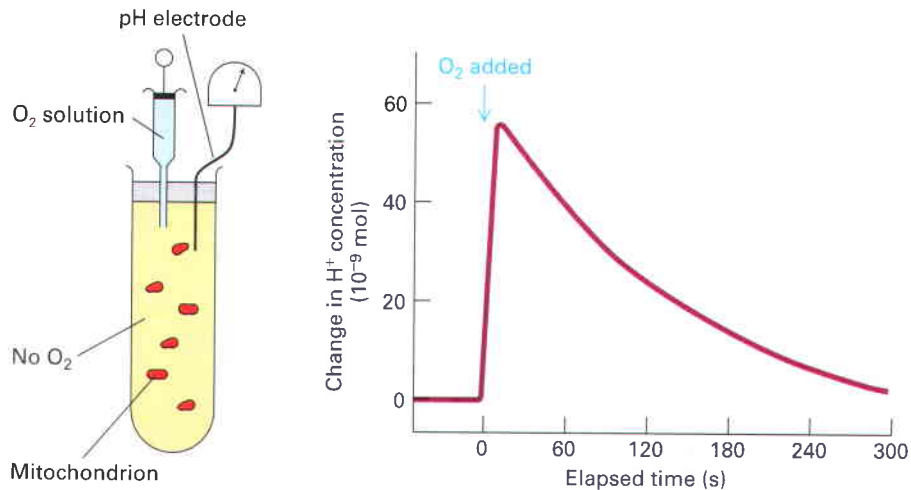 pH electrode
O₂ solution
No O₂
Mitochondrion
O₂ added
Change in H⁺ concentration
(10⁻⁹ mol)
60
40
20
0
0 60 120 180 240 300
Elapsed time (s)